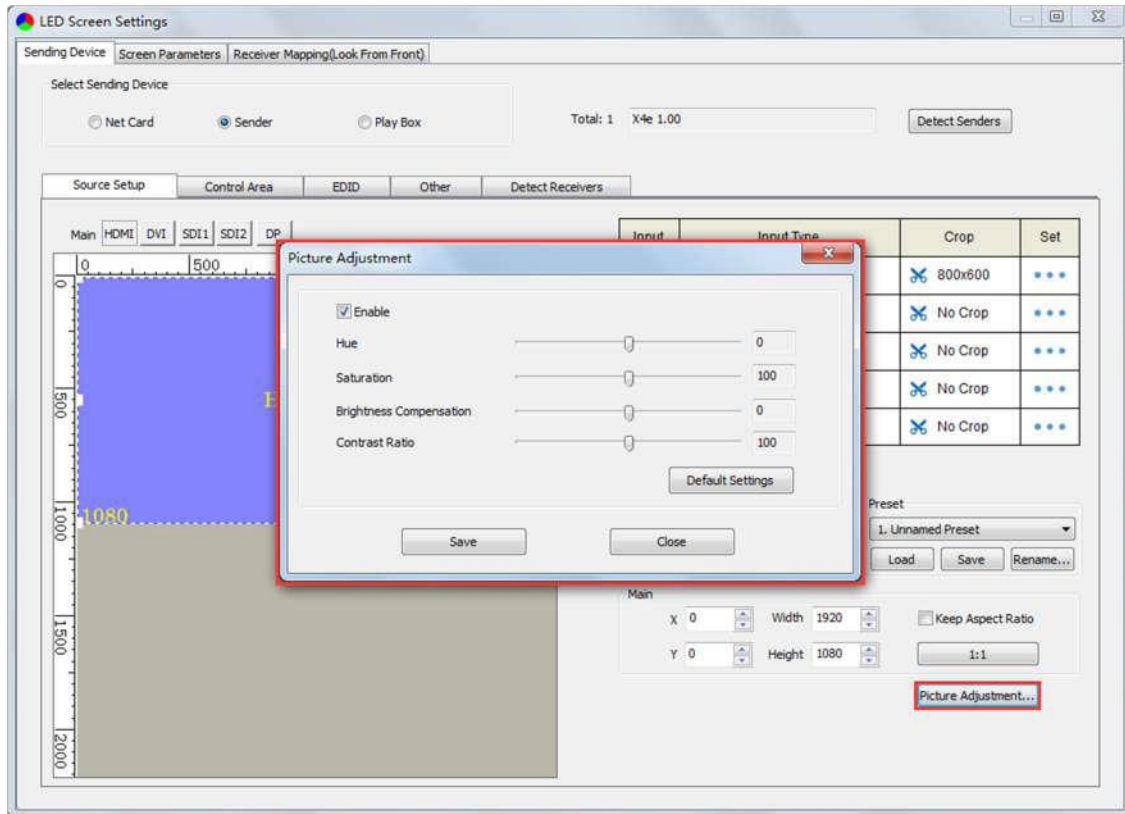 LED Screen Settings
Sending Device Screen Parameters Receiver Mapping(Look From Front)
Select Sending Device
Net Card Sender Play Box
Total: 1 X4e 1.00 Detect Senders
Source Setup Control Area EDID Other Detect Receivers
Main HDMI DVI SDI1 SDI2 DP
Input Input Type Crop Set
0 500
800x600
No Crop
No Crop
No Crop
No Crop
0
500
1000
1500
2000
1080
Picture Adjustment
Enable
Hue 0
Saturation 100
Brightness Compensation 0
Contrast Ratio 100
Default Settings
Save Close
Preset
1. Unnamed Preset
Load Save Rename...
Main
X 0 Width 1920 Keep Aspect Ratio
Y 0 Height 1080 1:1
Picture Adjustment...